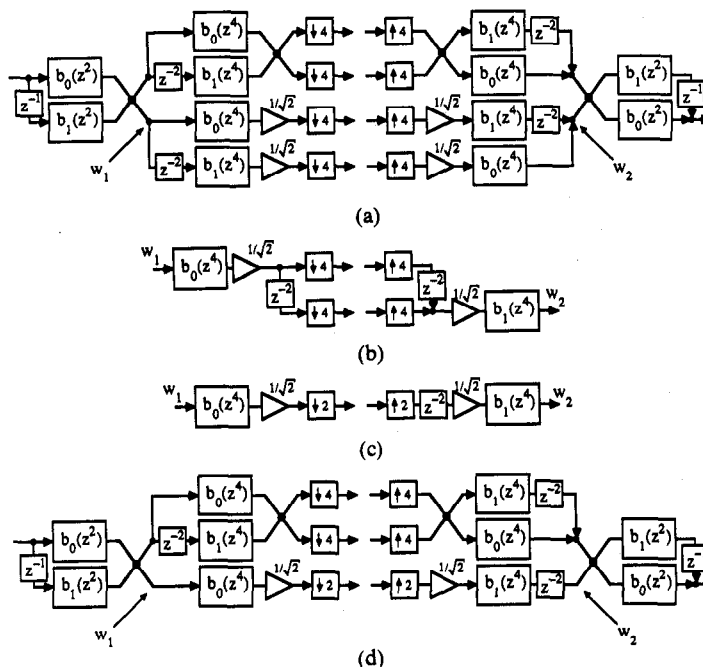 b₀(z⁴) ↓4 ↑4 b₁(z⁴) z⁻²
b₀(z²) z⁻² b₁(z⁴) ↓4 ↑4 b₀(z⁴) b₁(z²)
z⁻¹ 1/√2 1/√2 z⁻¹
b₁(z²) b₀(z⁴) ↓4 ↑4 b₁(z⁴) z⁻² b₀(z²)
1/√2 1/√2
w₁ z⁻² b₁(z⁴) ↓4 ↑4 b₀(z⁴) w₂
(a)
w₁ b₀(z⁴) 1/√2 ↓4 ↑4
z⁻² z⁻² 1/√2
↓4 ↑4 b₁(z⁴) w₂
(b)
w₁ b₀(z⁴) 1/√2 ↓2 ↑2 z⁻² 1/√2 b₁(z⁴) w₂
(c)
b₀(z⁴) ↓4 ↑4 b₁(z⁴) z⁻²
b₀(z²) z⁻² b₁(z⁴) ↓4 ↑4 b₀(z⁴) b₁(z²)
z⁻¹ 1/√2 1/√2 z⁻
b₁(z²) b₀(z⁴) ↓2 ↑2 b₁(z⁴) z⁻² b₀(z²)
w₁ w₂
(d)